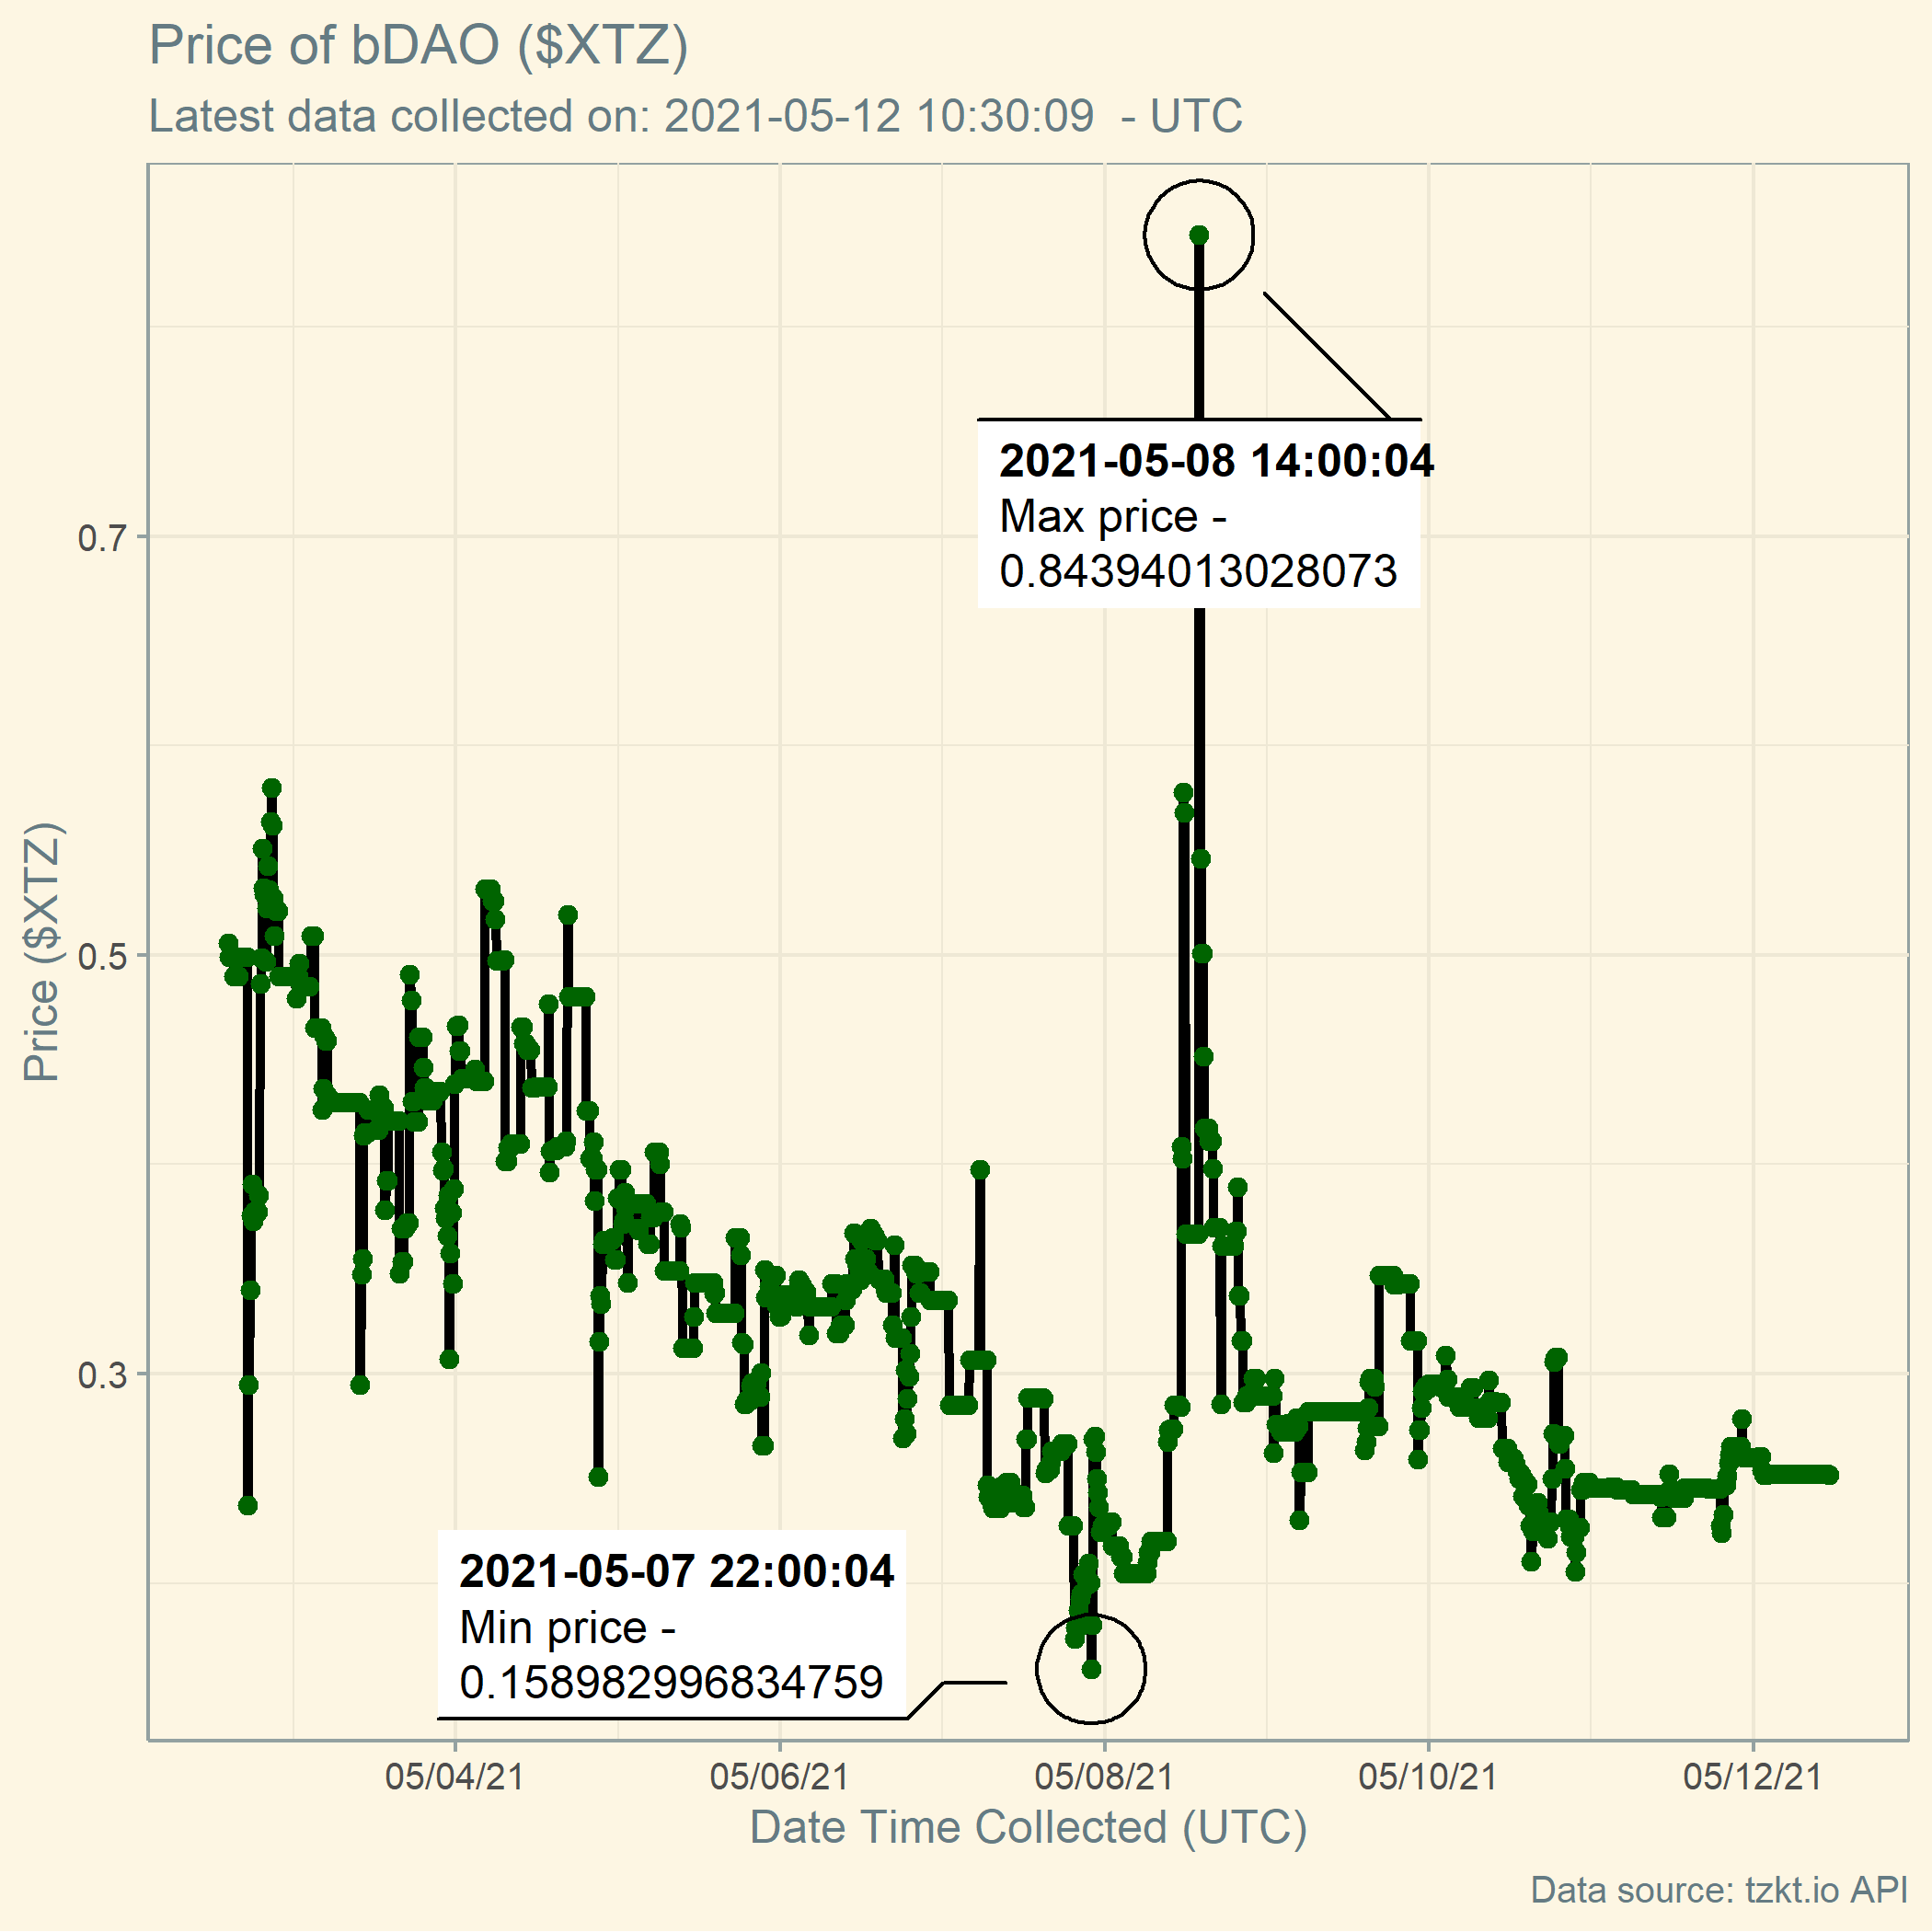 Price of bDAO ($XTZ)
Latest data collected on: 2021-05-12 10:30:09  - UTC
2021-05-08 14:00:04
Max price -
0.84394013028073
0.7
Price ($XTZ)
0.5
0.3
2021-05-07 22:00:04
Min price -
0.158982996834759
05/04/21
05/06/21
05/08/21
05/10/21
05/12/21
Date Time Collected (UTC)
Data source: tzkt.io API